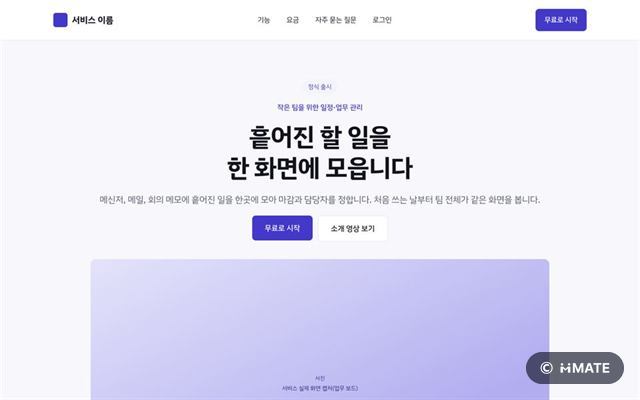 서비스 이름
기능
요금
자주 묻는 질문
로그인
무료로 시작
정식 출시
작은 팀을 위한 일정·업무 관리
흩어진 할 일을
한 화면에 모읍니다
메신저, 메일, 회의 메모에 흩어진 일을 한곳에 모아 마감과 담당자를 정합니다. 처음 쓰는 날부터 팀 전체가 같은 화면을 봅니다.
무료로 시작
소개 영상 보기
사진
서비스 실제 화면 캡처(업무 보드)
© MATE